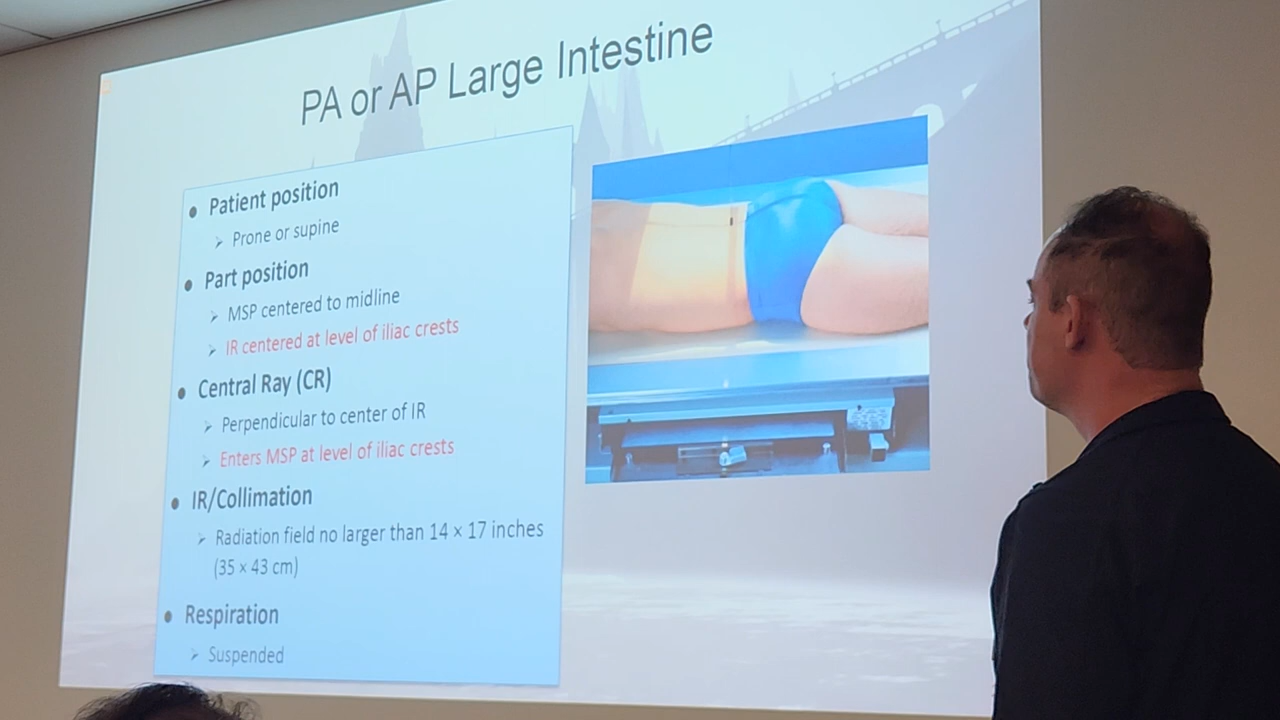 PA or AP Large Intestine
• Patient position
➢ Prone or supine
• Part position
➢ MSP centered to midline
➢ IR centered at level of iliac crests
• Central Ray (CR)
➢ Perpendicular to center of IR
➢ Enters MSP at level of iliac crests
• IR/Collimation
➢ Radiation field no larger than 14 × 17 inches
(35 × 43 cm)
• Respiration
➢ Suspended